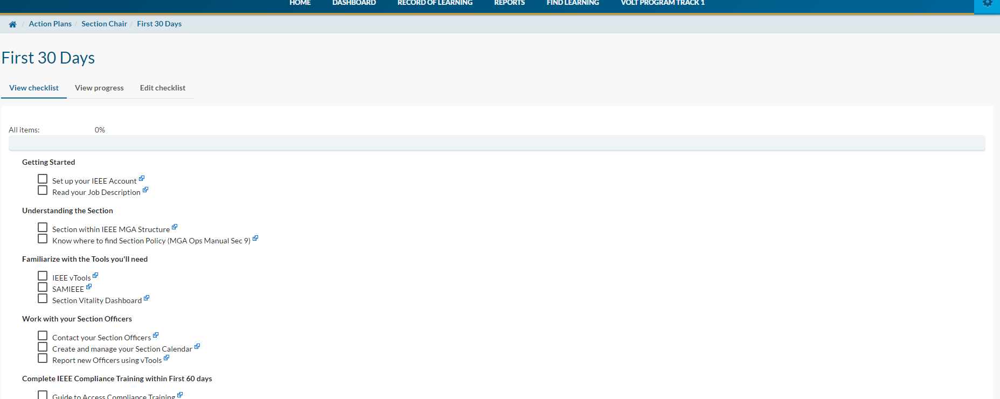 HOME DASHBOARD RECORD OF LEARNING REPORTS FIND LEARNING VOLT PROGRAM TRACK 1
/ Action Plans / Section Chair / First 30 Days
First 30 Days
View checklist View progress Edit checklist
All items: 0%
Getting Started
Set up your IEEE Account
Read your Job Description
Understanding the Section
Section within IEEE MGA Structure
Know where to find Section Policy (MGA Ops Manual Sec 9)
Familiarize with the Tools you'll need
IEEE vTools
SAMIEEE
Section Vitality Dashboard
Work with your Section Officers
Contact your Section Officers
Create and manage your Section Calendar
Report new Officers using vTools
Complete IEEE Compliance Training within First 60 days
Guide to Access Compliance Training